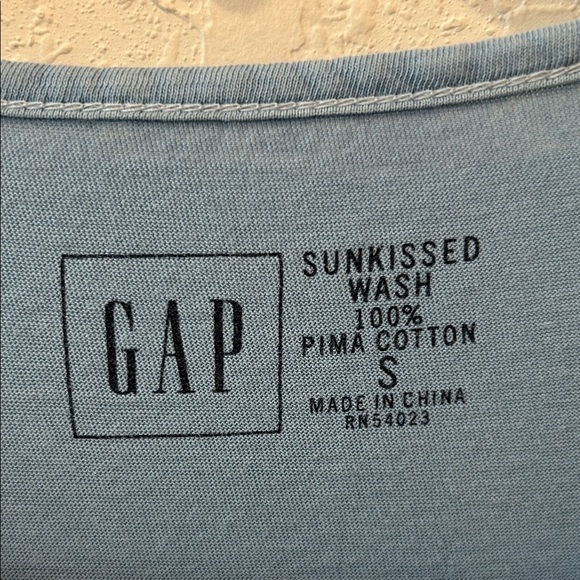 GAP
SUNKISSED
WASH
100%
PIMA COTTON
S
MADE IN CHINA
RN54023